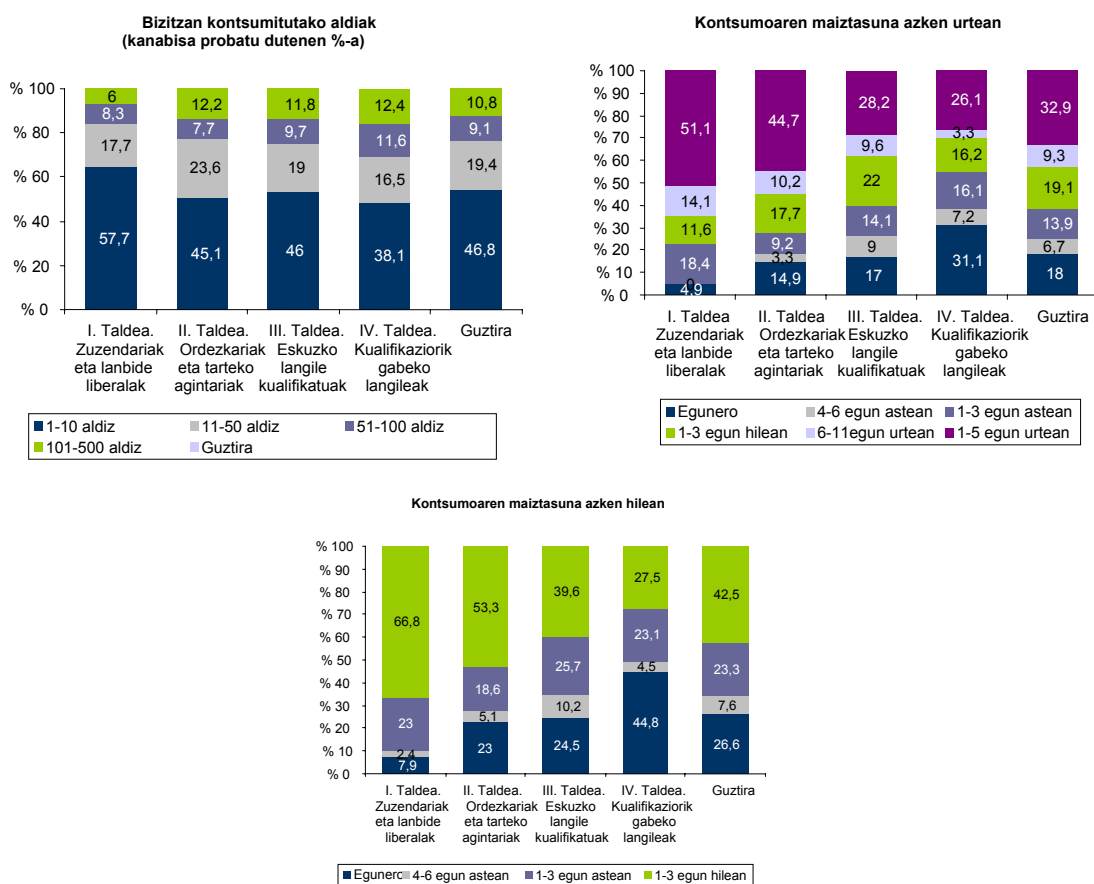 Bizitzan kontsumitutako aldiak
(kanabisa probatu dutenen %-a)
% 100
% 80
% 60
% 40
% 20
% 0
6
12,2
11,8
12,4
10,8
8,3
7,7
9,7
11,6
9,1
17,7
23,6
19
16,5
19,4
57,7
45,1
46
38,1
46,8
I. Taldea.
Zuzendariak
eta lanbide
liberalak
II. Taldea.
Ordezkariak
eta tarteko
agintariak
III. Taldea.
Eskuzko
langile
kualifikatuak
IV. Taldea.
Kualifikaziorik
gabeko
langileak
Guztira
1-10 aldiz
11-50 aldiz
51-100 aldiz
101-500 aldiz
Guztira
Kontsumoaren maiztasuna azken urtean
% 100
% 90
% 80
% 70
% 60
% 50
% 40
% 30
% 20
% 10
% 0
51,1
44,7
28,2
26,1
32,9
14,1
10,2
9,6
3,3
9,3
11,6
17,7
22
16,2
19,1
18,4
9,2
14,1
16,1
13,9
0
3,3
9
7,2
6,7
4,9
14,9
17
31,1
18
I. Taldea
Zuzendariak
eta lanbide
liberalak
II. Taldea
Ordezkariak
eta tarteko
agintariak
III. Taldea.
Eskuzko
langile
kualifikatuak
IV. Taldea.
Kualifikaziorik
gabeko
langileak
Guztira
Egunero
4-6 egun astean
1-3 egun astean
1-3 egun hilean
6-11egun urtean
1-5 egun urtean
Kontsumoaren maiztasuna azken hilean
% 100
% 90
% 80
% 70
% 60
% 50
% 40
% 30
% 20
% 10
% 0
66,8
53,3
39,6
27,5
42,5
23
18,6
25,7
23,1
23,3
2,4
5,1
10,2
4,5
7,6
7,9
23
24,5
44,8
26,6
I. Taldea.
Zuzendariak
eta lanbide
liberalak
II. Taldea.
Ordezkariak
eta tarteko
agintariak
III. Taldea.
Eskuzko
langile
kualifikatuak
IV. Taldea.
Kualifikaziorik
gabeko
langileak
Guztira
Egunero
4-6 egun astean
1-3 egun astean
1-3 egun hilean